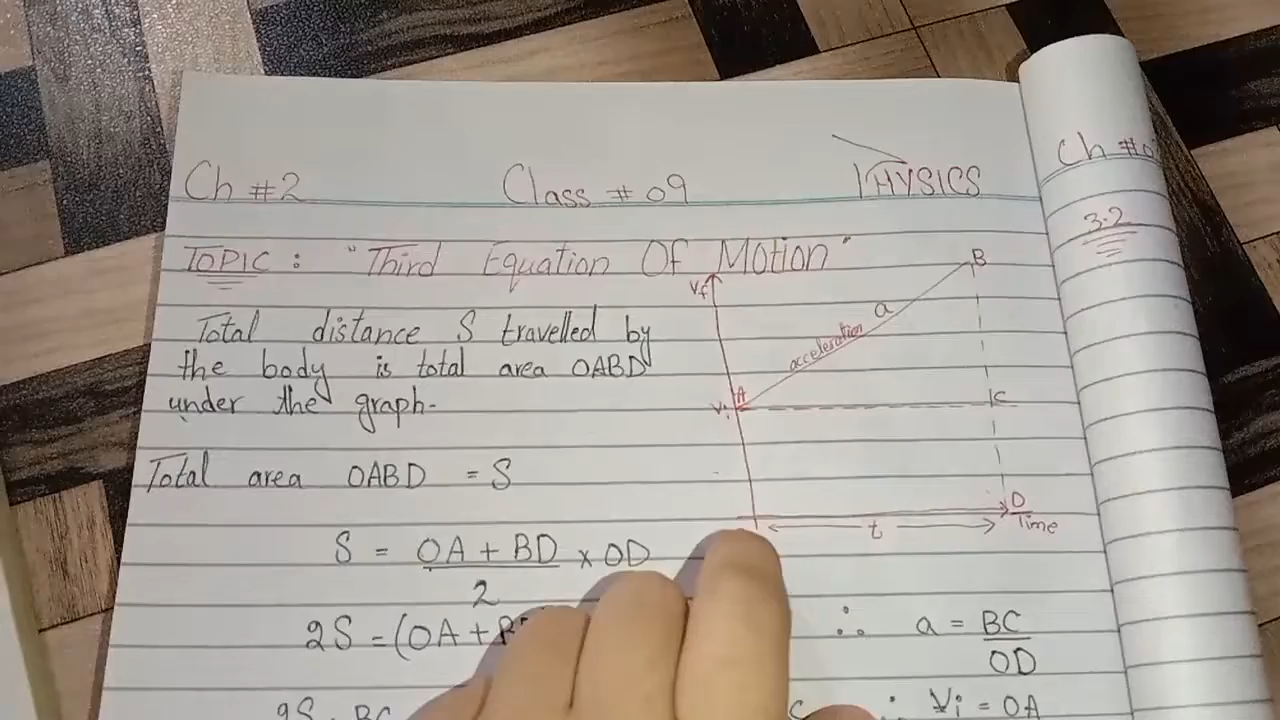 Ch #2 Class # 09 PHYSICS
Ch #
3.2
TOPIC : "Third Equation Of Motion"
Total distance S travelled by
the body is total area OABD
under the graph.
Total area OABD = S
S = OA + BD × OD
2
2S = (OA + B
2S . BC
Vf
B
a
acceleration
Vi A
C
D
Time
t
∴ a = BC
OD
∴ Vi = OA